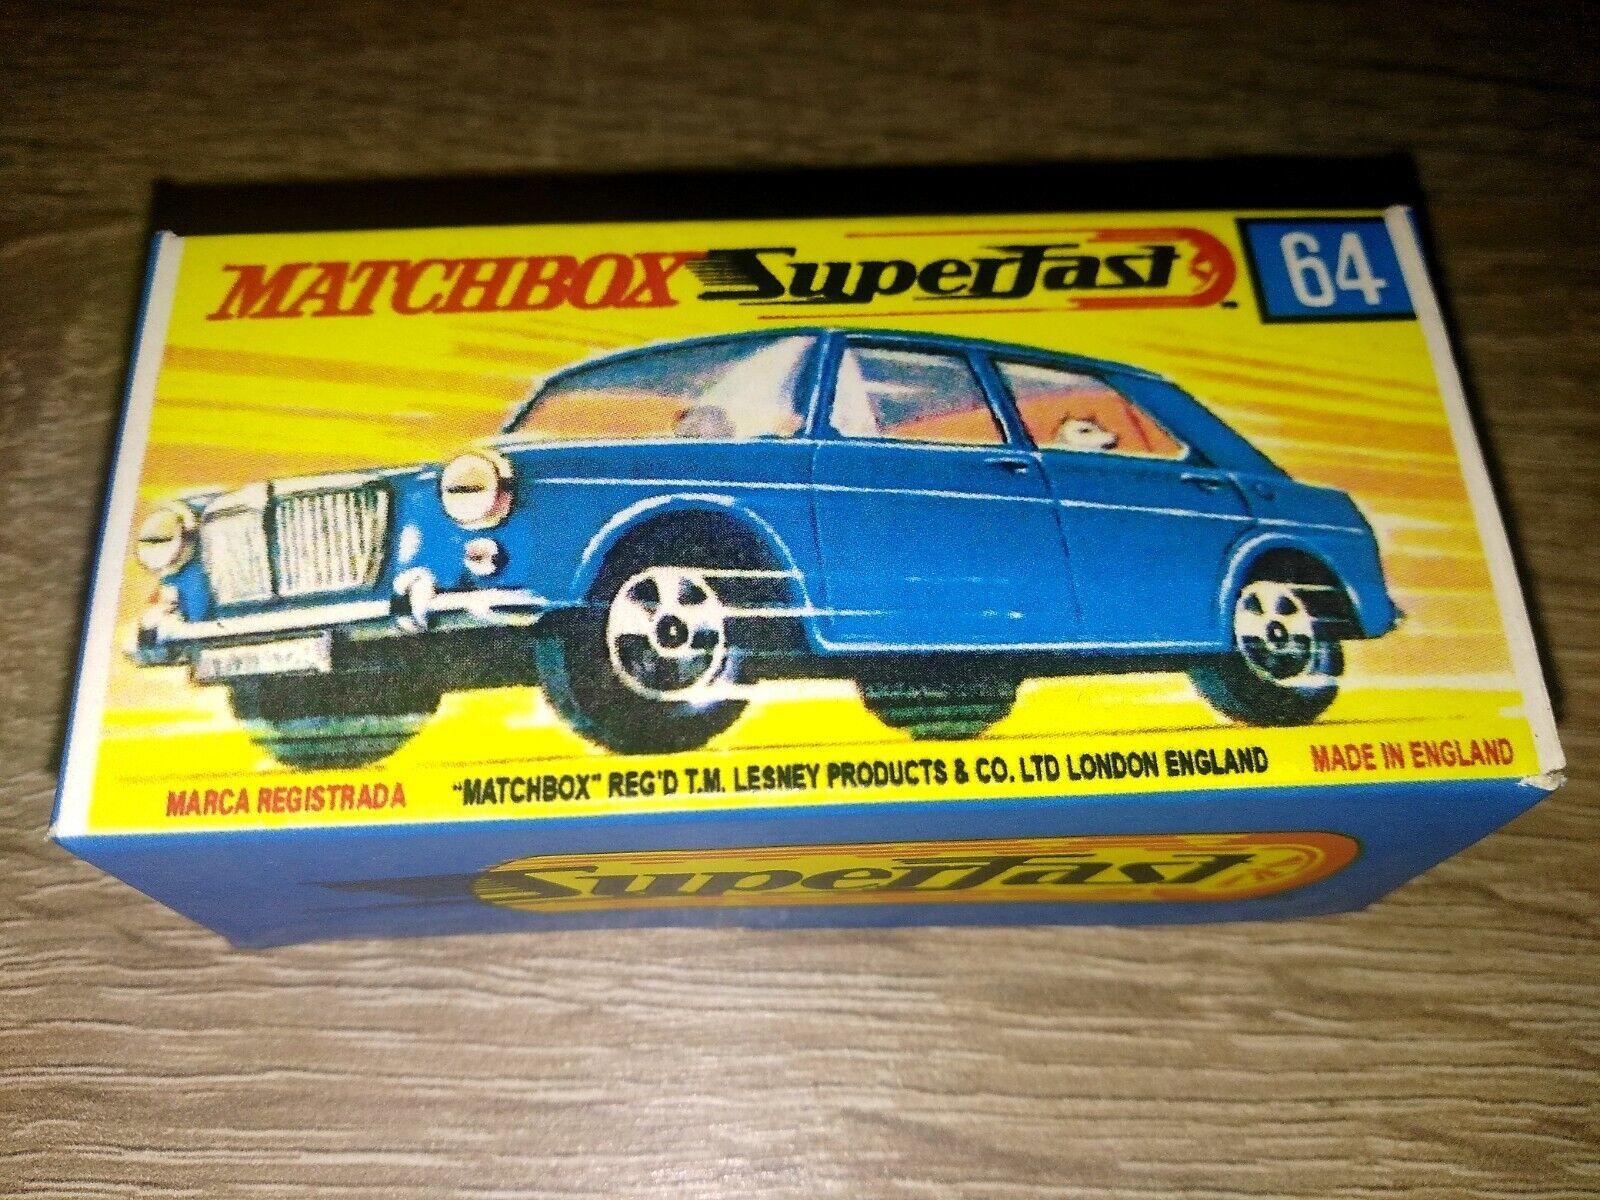 MATCHBOX Superfast 64
MARCA REGISTRADA "MATCHBOX" REG'D T.M. LESNEY PRODUCTS & CO. LTD LONDON ENGLAND MADE IN ENGLAND
Superfast